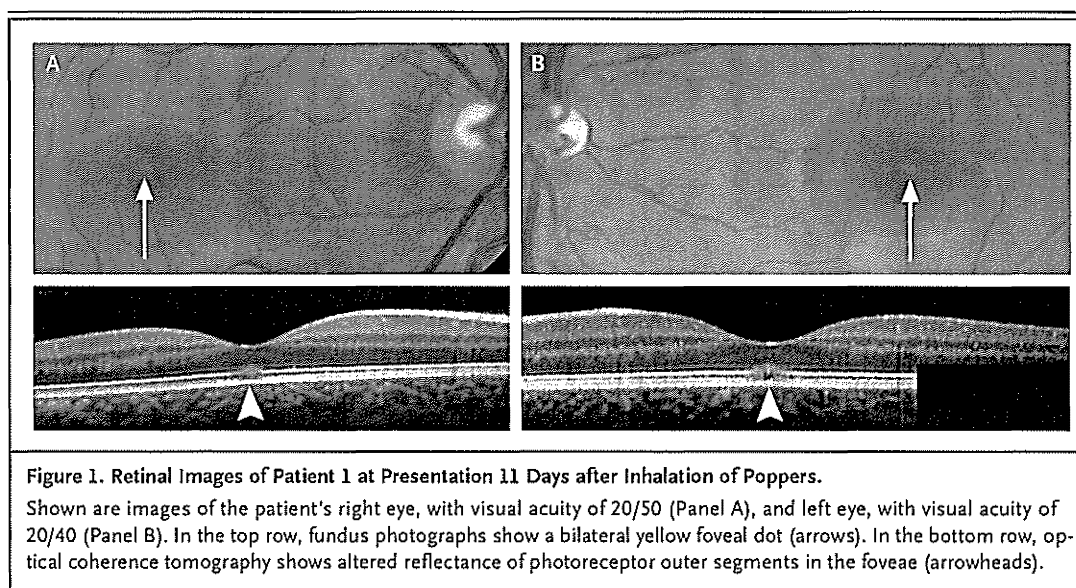 A
B
Figure 1. Retinal Images of Patient 1 at Presentation 11 Days after Inhalation of Poppers.
Shown are images of the patient's right eye, with visual acuity of 20/50 (Panel A), and left eye, with visual acuity of
20/40 (Panel B). In the top row, fundus photographs show a bilateral yellow foveal dot (arrows). In the bottom row, op-
tical coherence tomography shows altered reflectance of photoreceptor outer segments in the foveae (arrowheads).